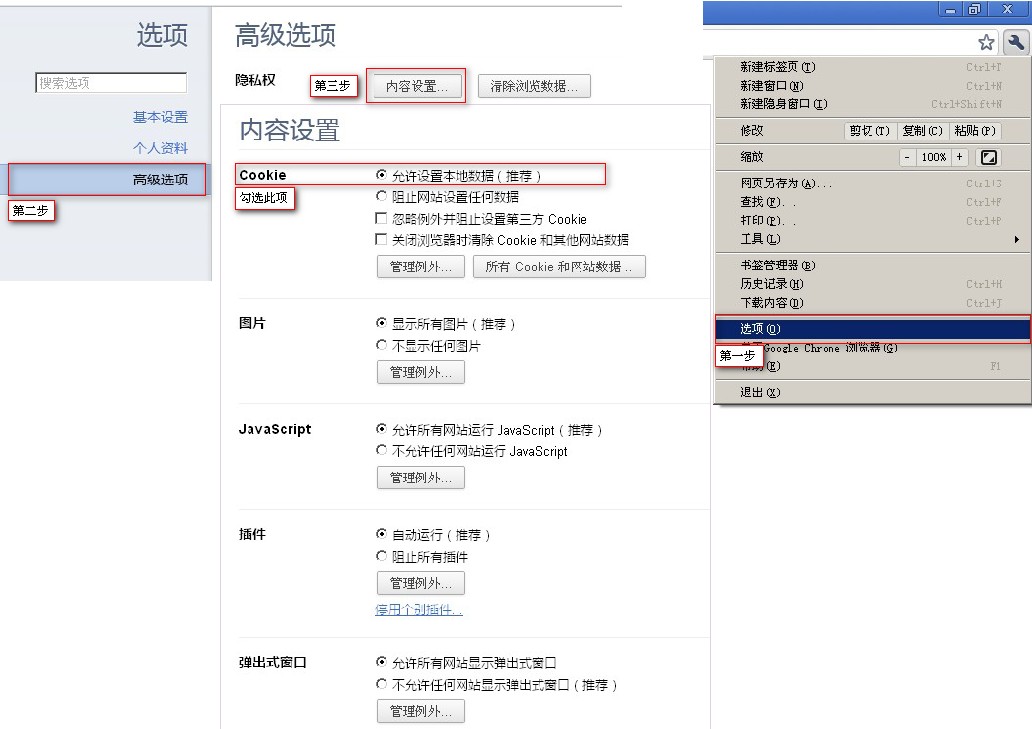 选项
搜索选项
基本设置
个人资料
高级选项
第二步
高级选项
隐私权
第三步
内容设置...
清除浏览数据...
内容设置
Cookie
勾选此项
允许设置本地数据（推荐）
阻止网站设置任何数据
忽略例外并阻止设置第三方 Cookie
关闭浏览器时清除 Cookie 和其他网站数据
管理例外...
所有 Cookie 和网站数据...
图片
显示所有图片（推荐）
不显示任何图片
管理例外...
JavaScript
允许所有网站运行 JavaScript（推荐）
不允许任何网站运行 JavaScript
管理例外...
插件
自动运行（推荐）
阻止所有插件
管理例外...
停用个别插件...
弹出式窗口
允许所有网站显示弹出式窗口
不允许任何网站显示弹出式窗口（推荐）
管理例外...
新建标签页(T) Ctrl+T
新建窗口(N) Ctrl+N
新建隐身窗口(I) Ctrl+Shift+N
修改 剪切(T) 复制(C) 粘贴(P)
缩放 - 100% +
网页另存为(A)... Ctrl+S
查找(F)... Ctrl+F
打印(P)... Ctrl+P
工具(L)
书签管理器(B)
历史记录(H) Ctrl+H
下载内容(D) Ctrl+J
选项(O)
第一步
Google Chrome 浏览器(G)
(E) F1
退出(X)